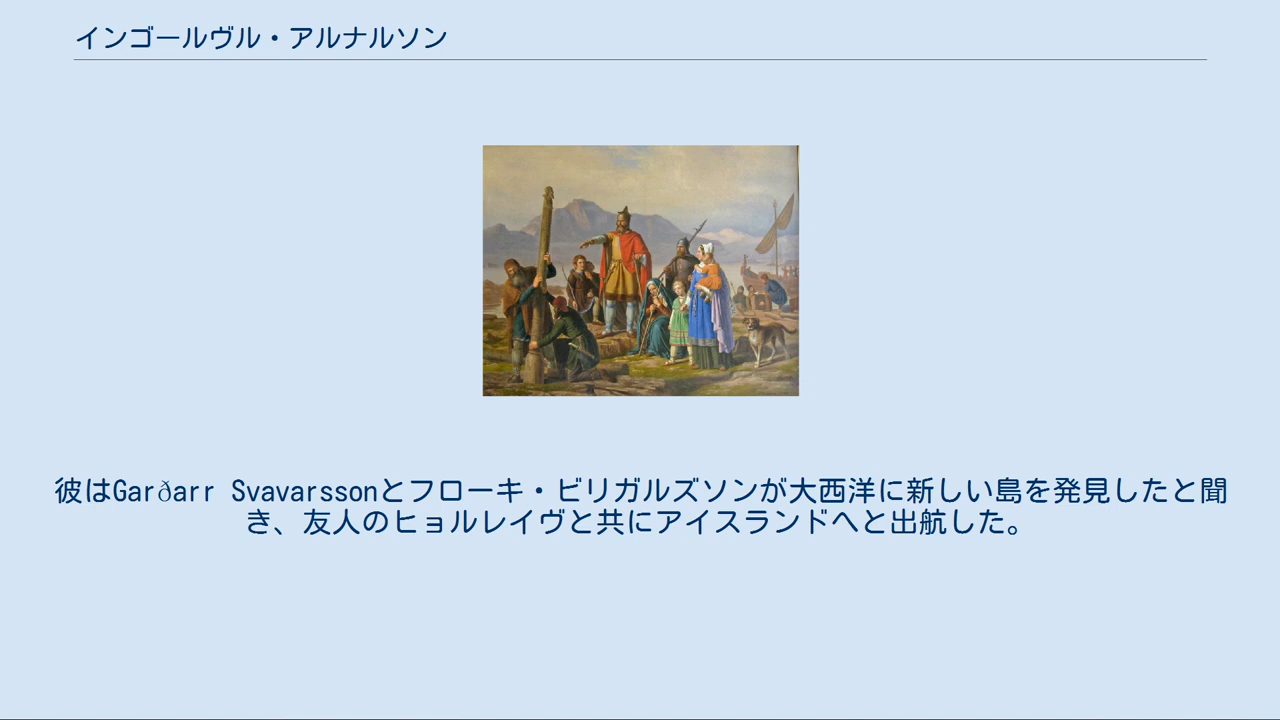 インゴールヴル・アルナルソン
彼はGarðarr Svavarssonとフローキ・ビリガルズソンが大西洋に新しい島を発見したと聞
き、友人のヒョルレイヴと共にアイスランドへと出航した。